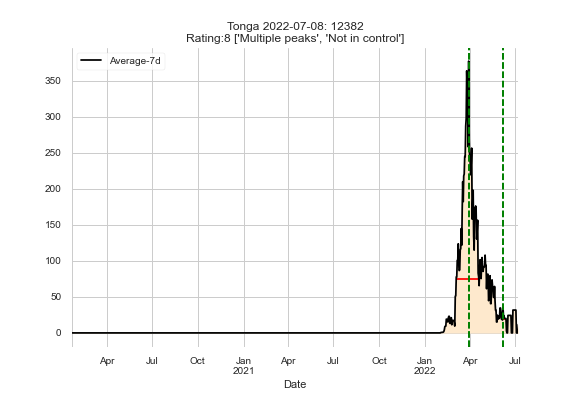 Tonga 2022-07-08: 12382
Rating:8 ['Multiple peaks', 'Not in control']
Average-7d
350
300
250
200
150
100
50
0
Apr Jul Oct Jan Apr Jul Oct Jan Apr Jul
2021 2022
Date